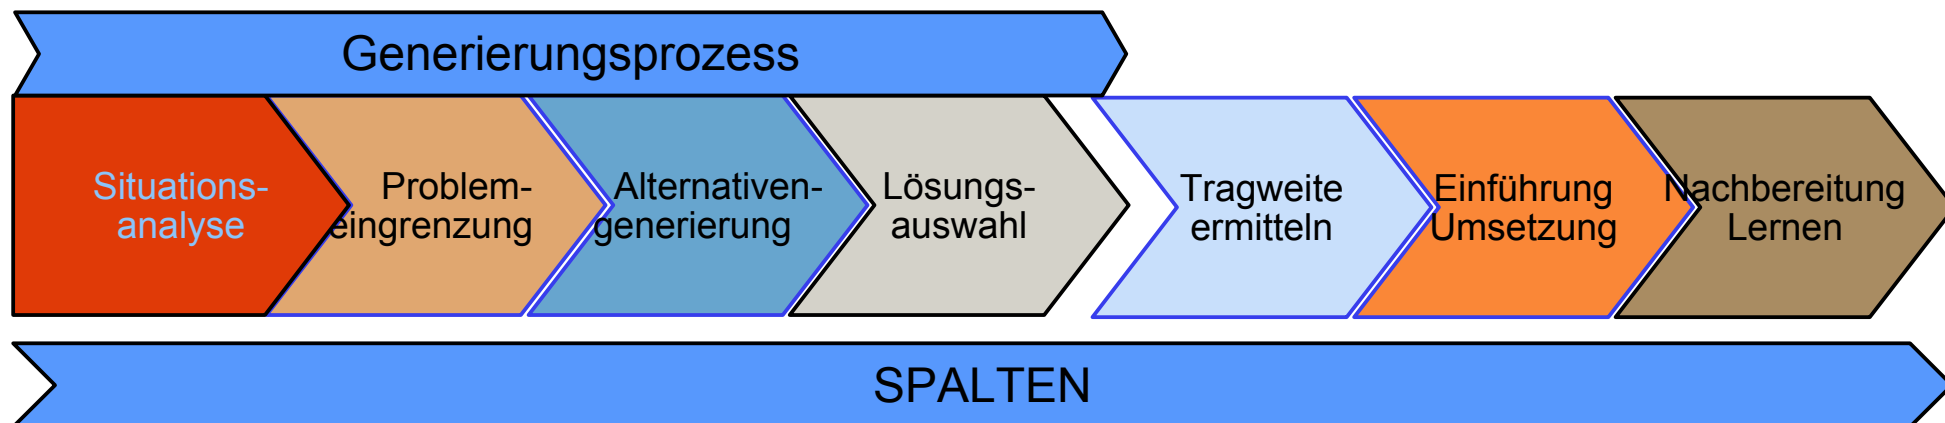 Generierungsprozess
Situations-
analyse
Problem-
eingrenzung
Alternativen-
generierung
Lösungs-
auswahl
Tragweite
ermitteln
Einführung
Umsetzung
Nachbereitung
Lernen
SPALTEN